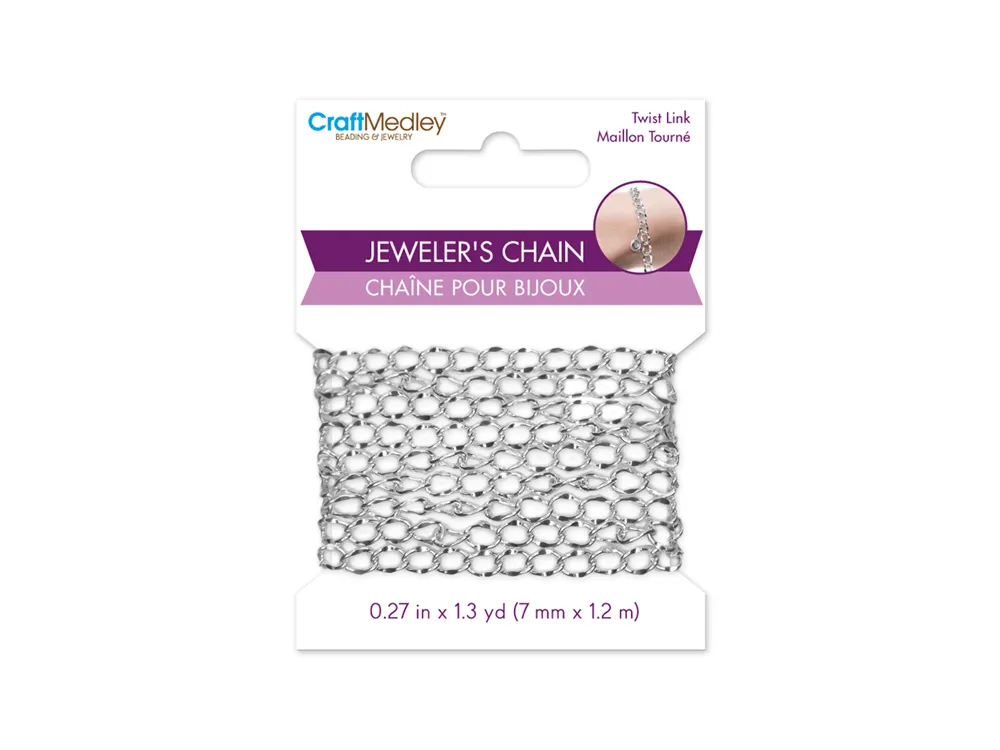 CraftMedley™
BEADING & JEWELRY
Twist Link
Maillon Tourné
JEWELER'S CHAIN
CHAÎNE POUR BIJOUX
0.27 in x 1.3 yd (7 mm x 1.2 m)